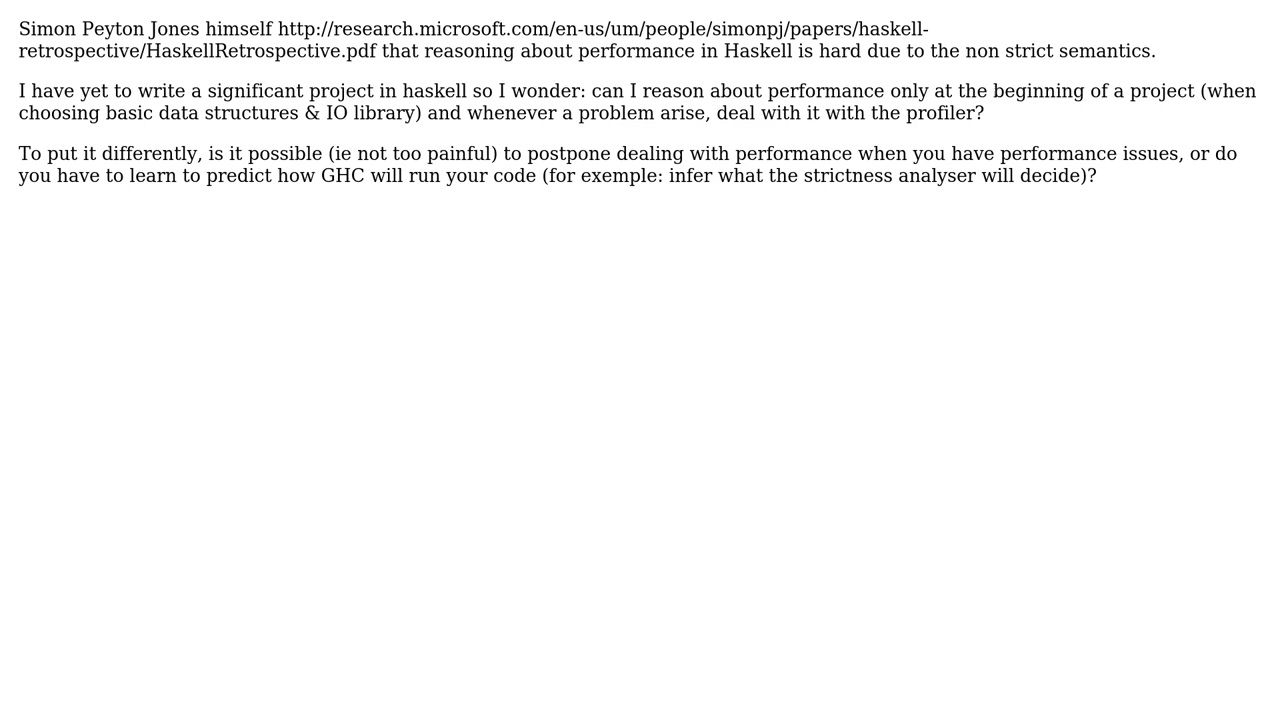 Simon Peyton Jones himself http://research.microsoft.com/en-us/um/people/simonpj/papers/haskell-
retrospective/HaskellRetrospective.pdf that reasoning about performance in Haskell is hard due to the non strict semantics.
I have yet to write a significant project in haskell so I wonder: can I reason about performance only at the beginning of a project (when
choosing basic data structures & IO library) and whenever a problem arise, deal with it with the profiler?
To put it differently, is it possible (ie not too painful) to postpone dealing with performance when you have performance issues, or do
you have to learn to predict how GHC will run your code (for exemple: infer what the strictness analyser will decide)?